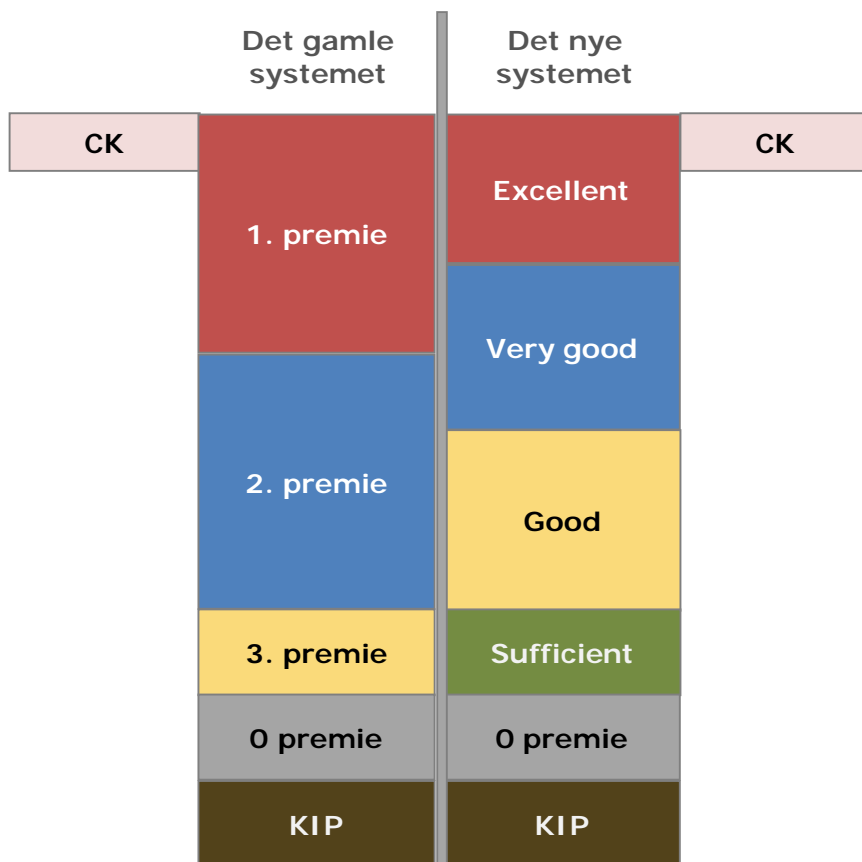 Det gamle
systemet
Det nye
systemet
CK
1. premie
Excellent
CK
Very good
2. premie
Good
3. premie
Sufficient
0 premie
0 premie
KIP
KIP